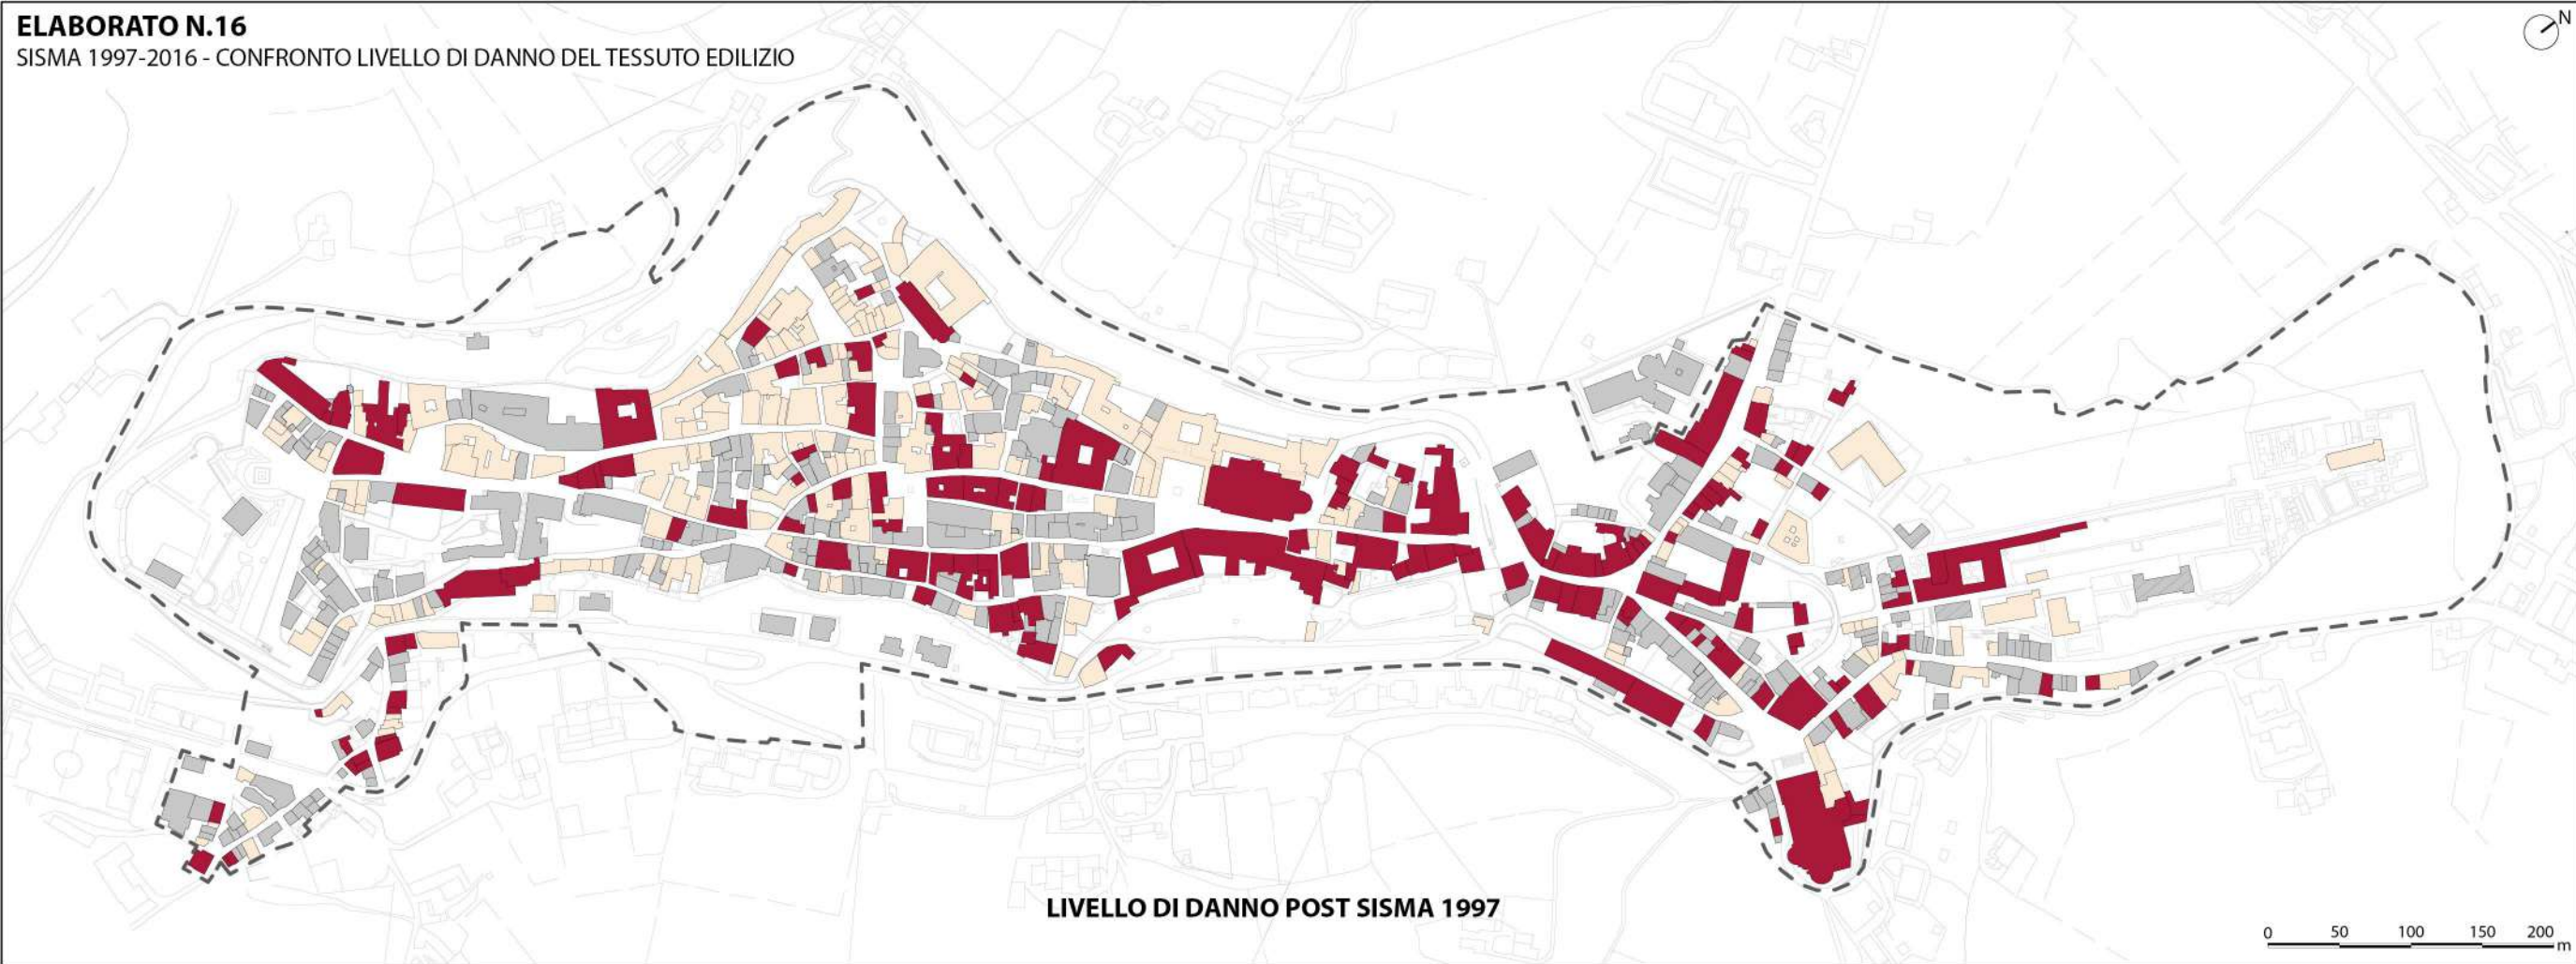 ELABORATO N.16
SISMA 1997-2016 - CONFRONTO LIVELLO DI DANNO DEL TESSUTO EDILIZIO
N
LIVELLO DI DANNO POST SISMA 1997
0 50 100 150 200
m